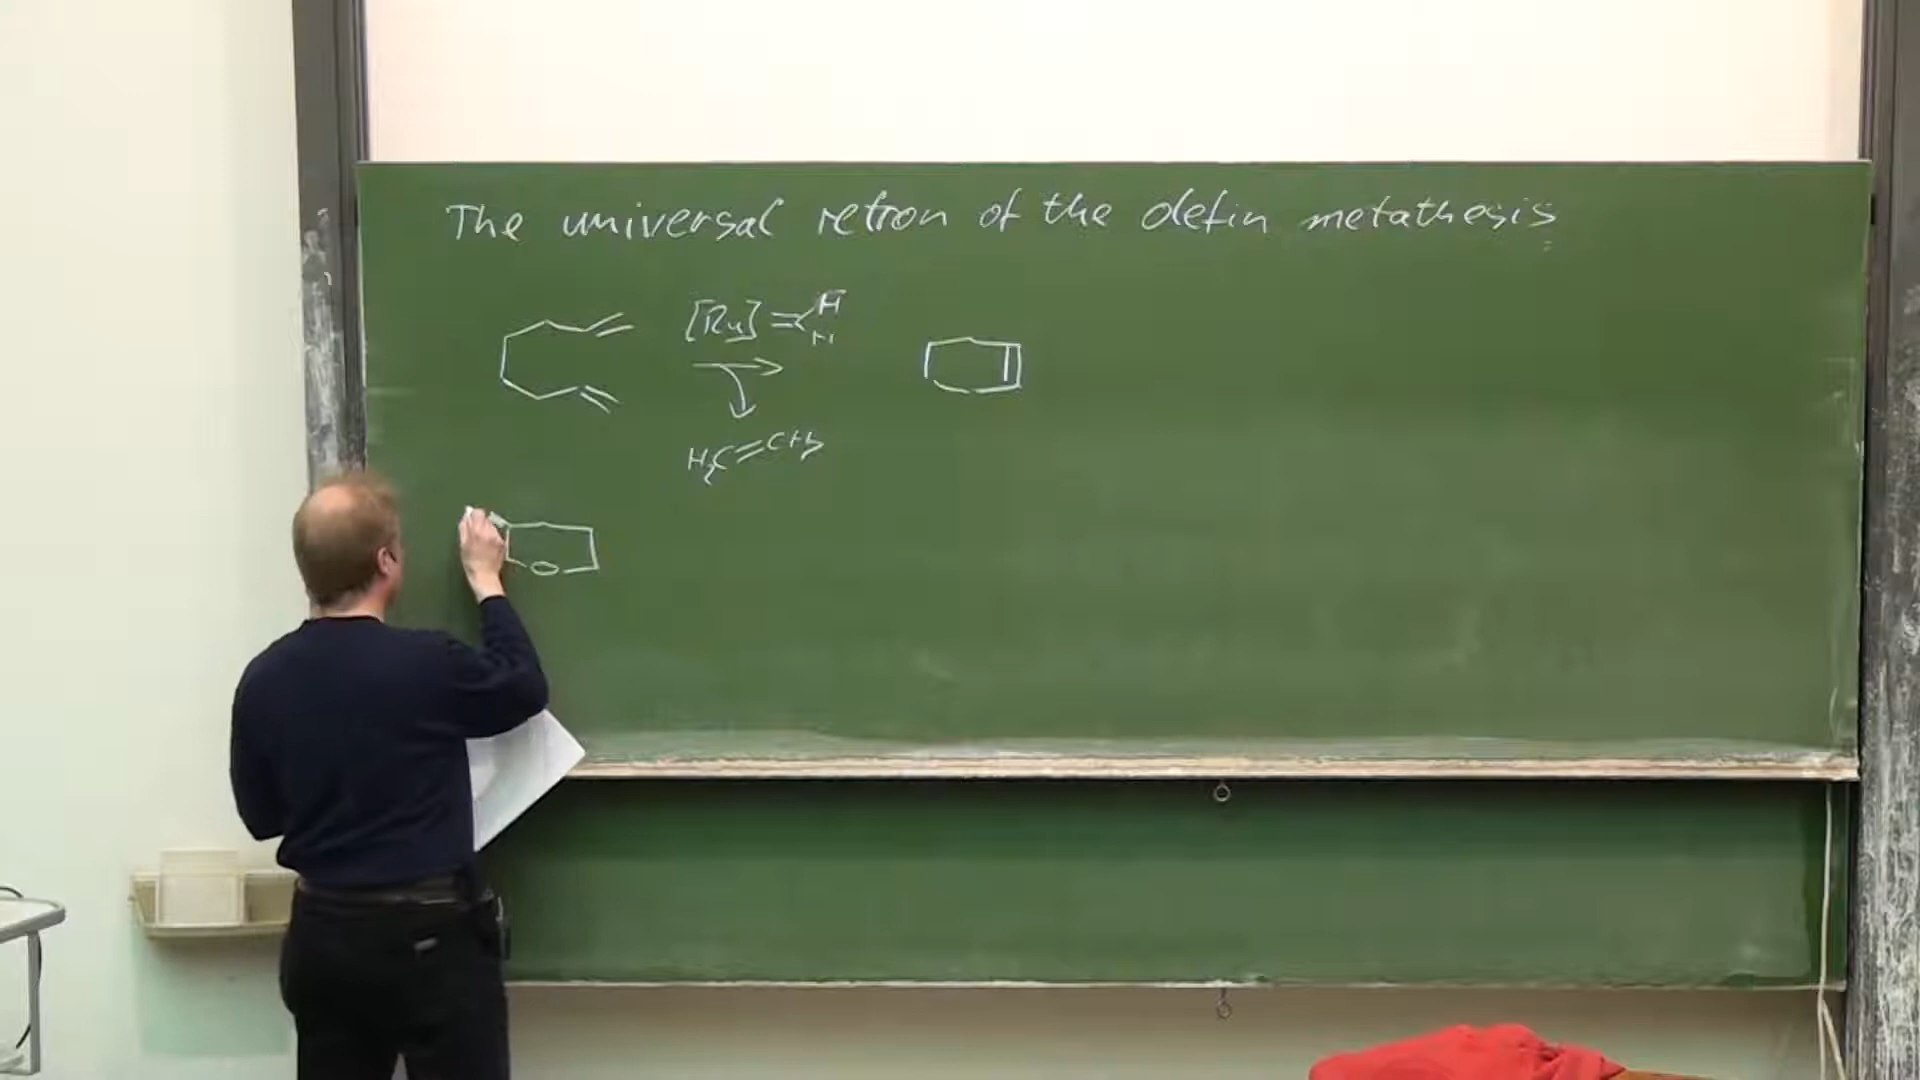 The universal retron of the olefin metathesis
[Ru]=
H
H
H₂C=CH₂
O